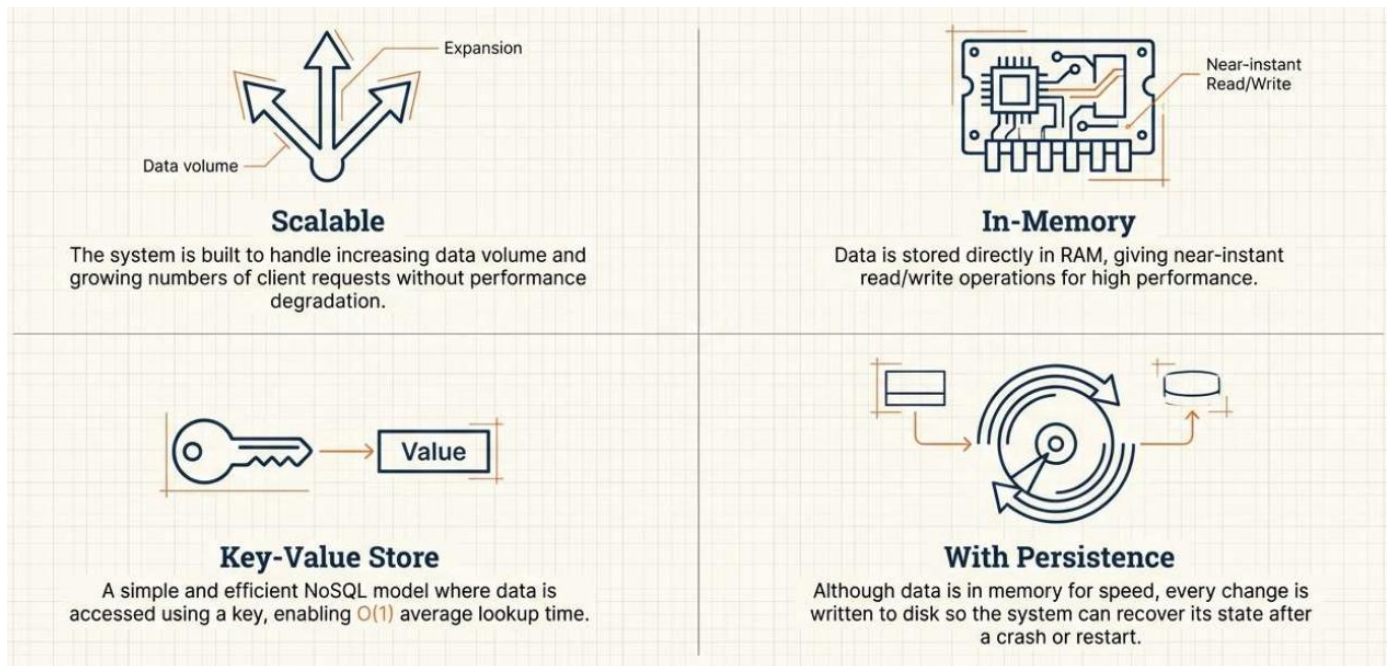 Expansion
Data volume
Scalable
The system is built to handle increasing data volume and
growing numbers of client requests without performance
degradation.
Near-instant
Read/Write
In-Memory
Data is stored directly in RAM, giving near-instant
read/write operations for high performance.
Value
Key-Value Store
A simple and efficient NoSQL model where data is
accessed using a key, enabling O(1) average lookup time.
With Persistence
Although data is in memory for speed, every change is
written to disk so the system can recover its state after
a crash or restart.